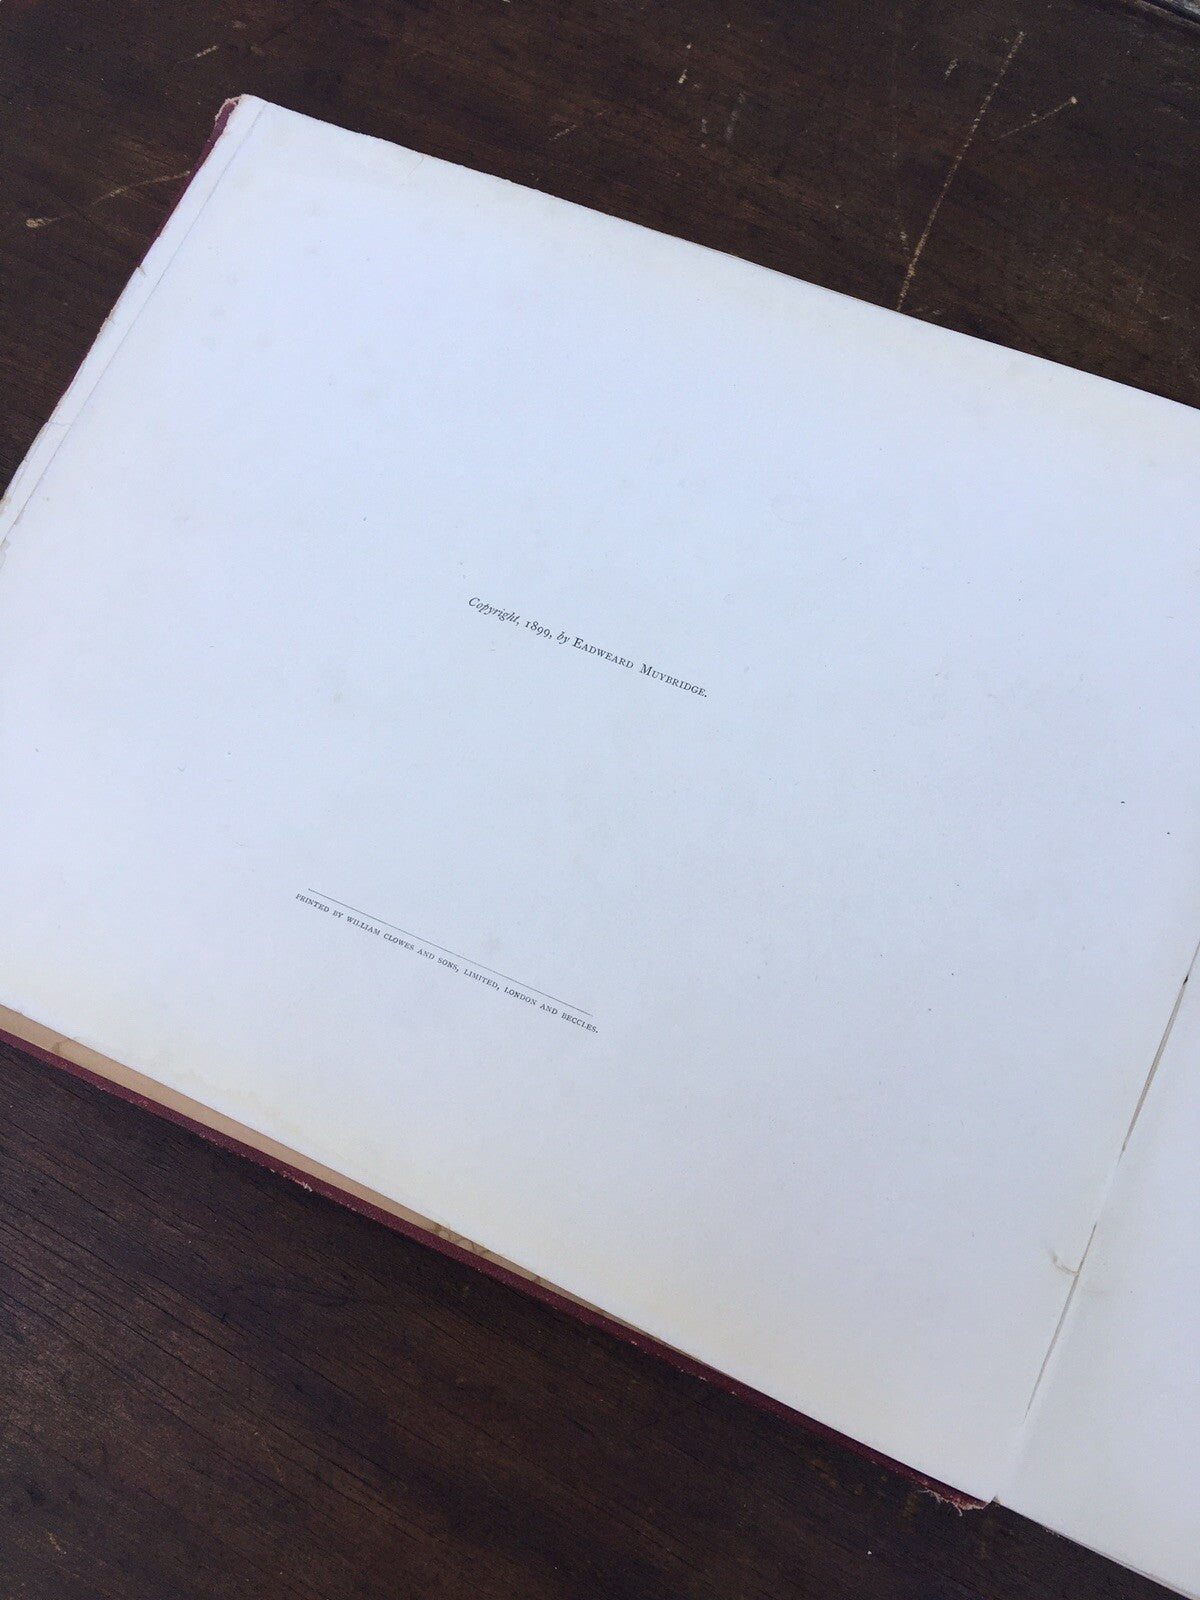 Copyright, 1899, by EADWEARD MUYBRIDGE.
PRINTED BY WILLIAM CLOWES AND SONS, LIMITED, LONDON AND BECCLES.